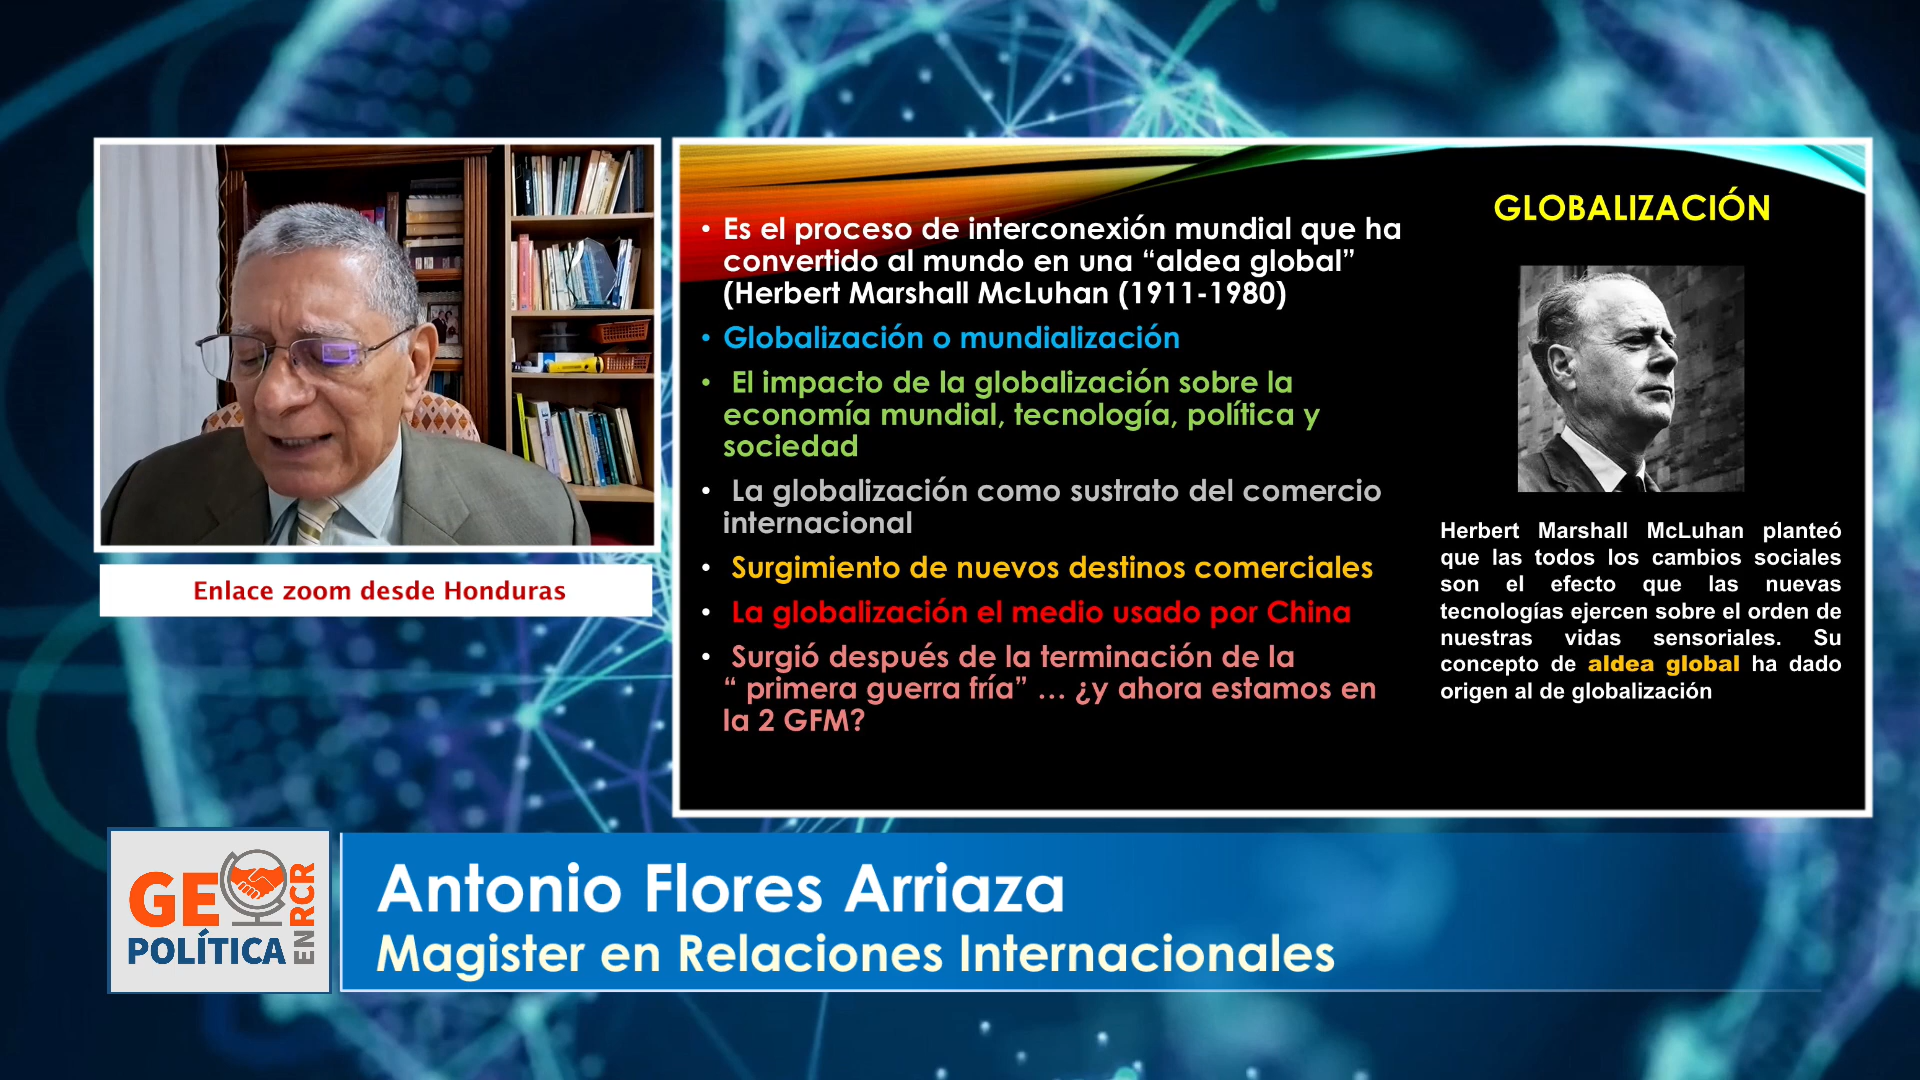 GLOBALIZACIÓN
• Es el proceso de interconexión mundial que ha
convertido al mundo en una “aldea global”
(Herbert Marshall McLuhan (1911-1980)
• Globalización o mundialización
• El impacto de la globalización sobre la
economía mundial, tecnología, política y
sociedad
• La globalización como sustrato del comercio
internacional
• Surgimiento de nuevos destinos comerciales
• La globalización el medio usado por China
• Surgió después de la terminación de la
“ primera guerra fría” … ¿y ahora estamos en
la 2 GFM?
Herbert Marshall McLuhan planteó
que las todos los cambios sociales
son el efecto que las nuevas
tecnologías ejercen sobre el orden de
nuestras vidas sensoriales. Su
concepto de aldea global ha dado
origen al de globalización
Enlace zoom desde Honduras
GEO
POLÍTICA
EN RCR
Antonio Flores Arriaza
Magister en Relaciones Internacionales